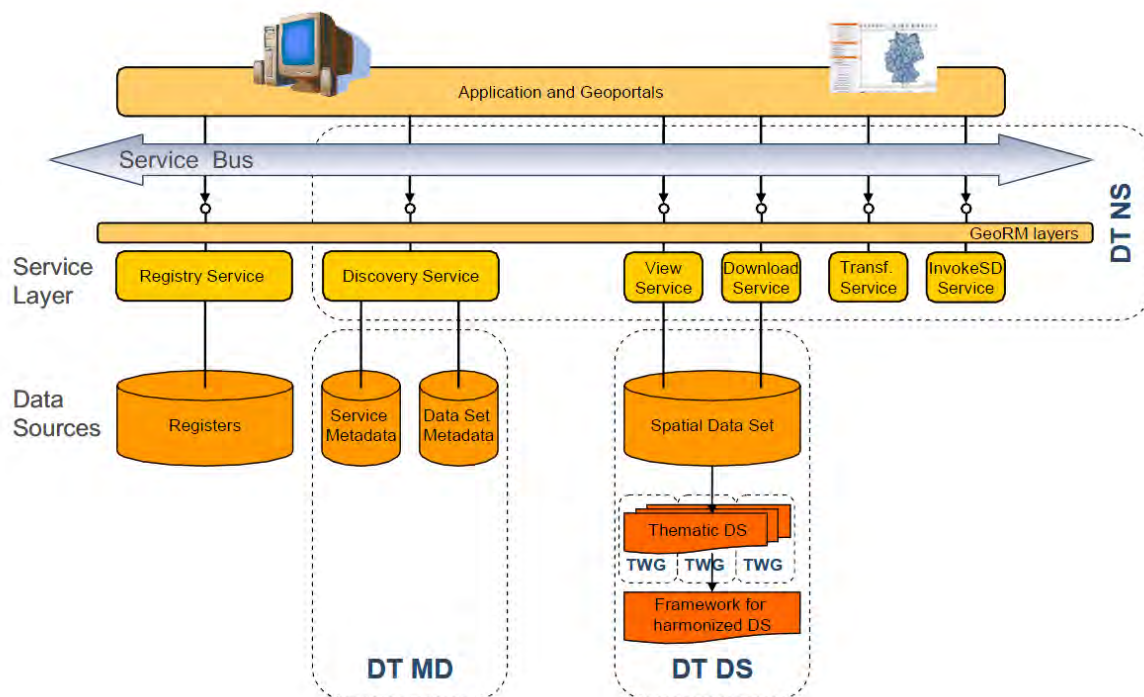 Application and Geoportals
Service Bus
DT NS
GeoRM layers
Service
Layer
Registry Service
Discovery Service
View
Service
Download
Service
Transf.
Service
InvokeSD
Service
Data
Sources
Registers
Service
Metadata
Data Set
Metadata
Spatial Data Set
Thematic DS
TWG TWG TWG
Framework for
harmonized DS
DT MD
DT DS